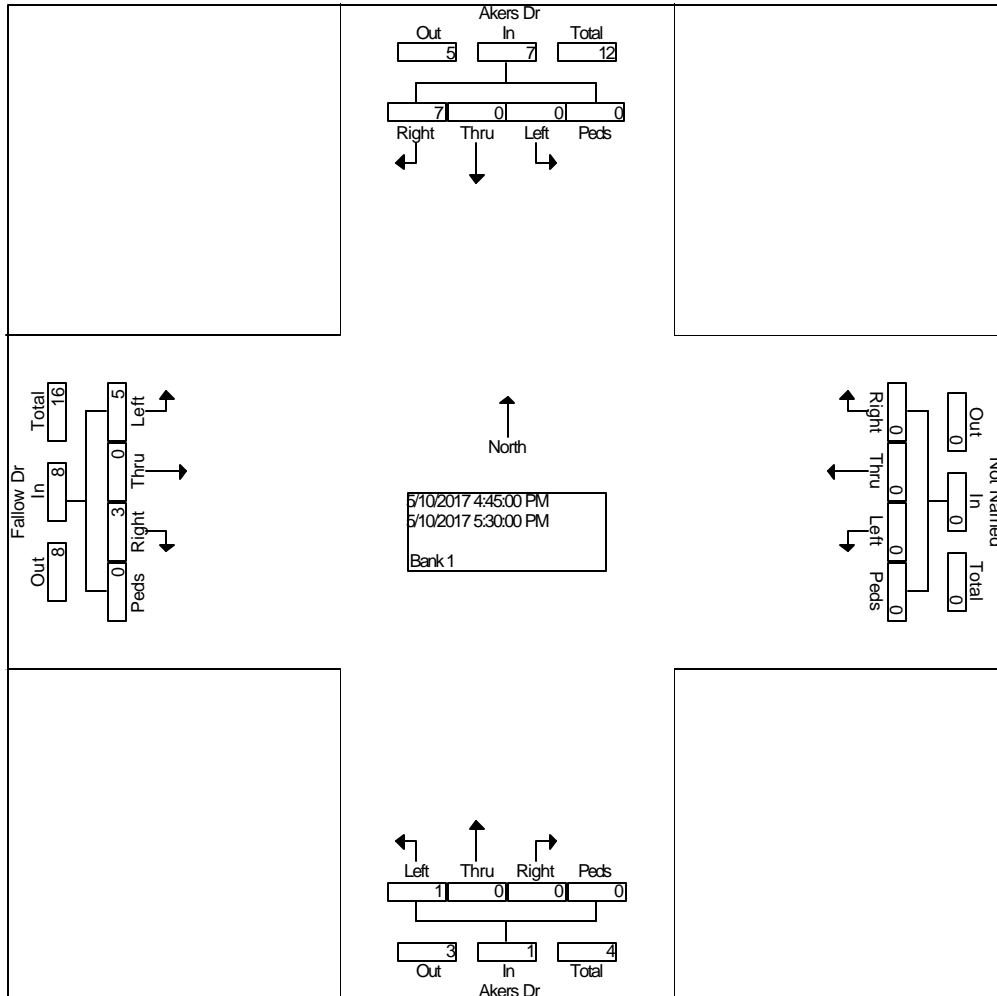 Akers Dr
Out In Total
5 7 12
7 0 0 0
Right Thru Left Peds
Fallow Dr
Total In Out
16 8 8
5 0 3 0
Left Thru Right Peds
North
5/10/2017 4:45:00 PM
5/10/2017 5:30:00 PM
Bank 1
Right Thru Left Peds
0 0 0 0
Out In Total
0 0 0
Not Named
Left Thru Right Peds
1 0 0 0
3 1 4
Out In Total
Akers Dr